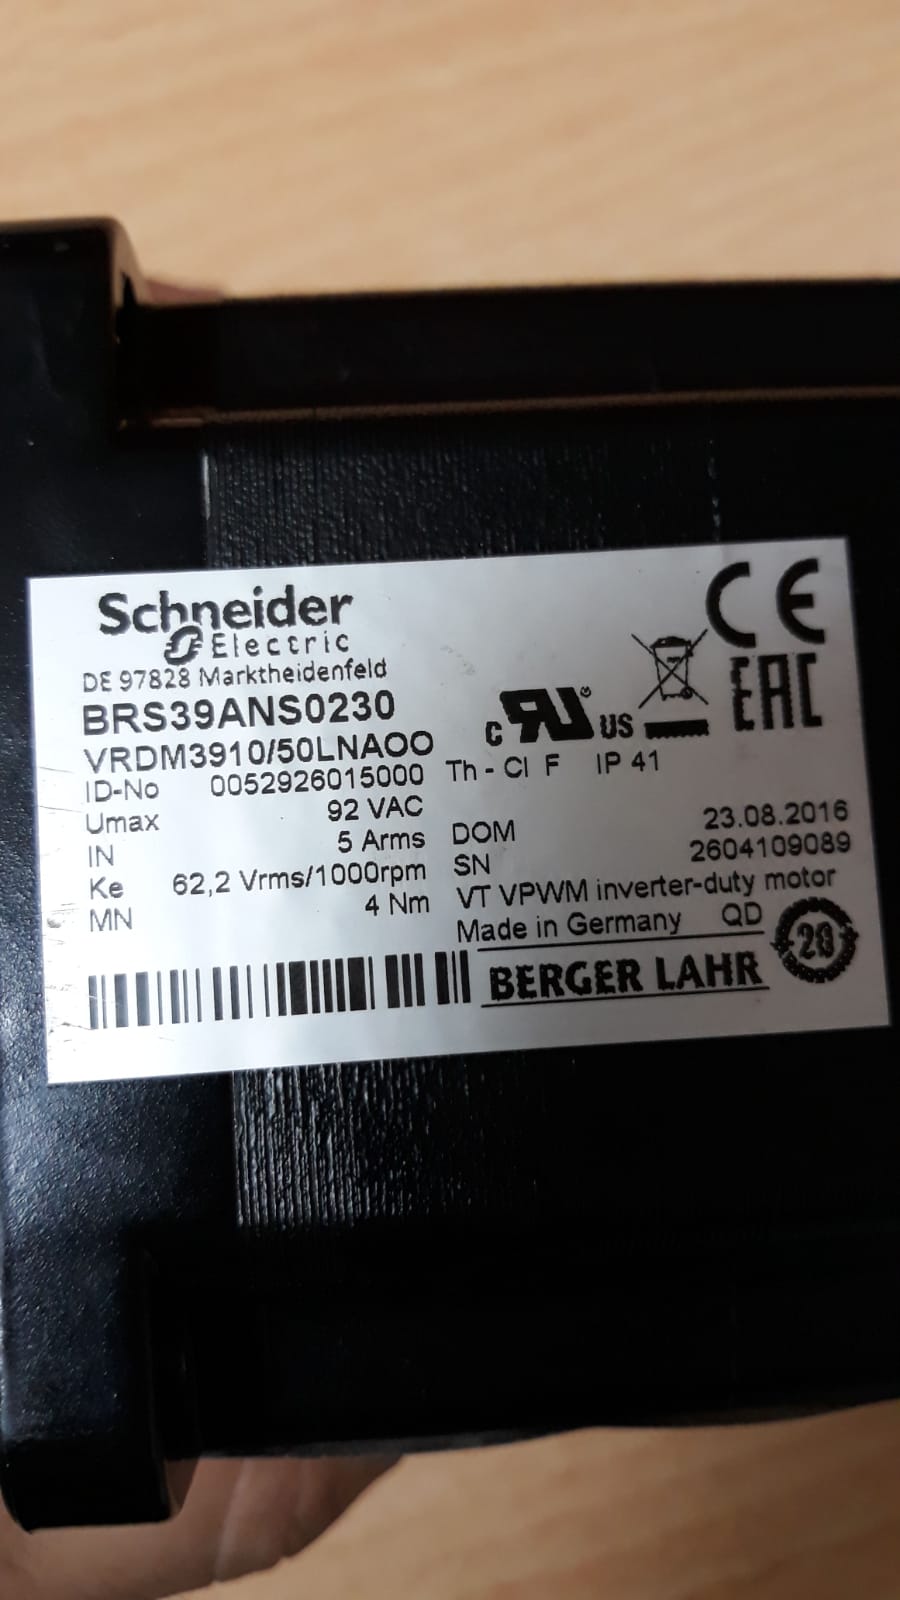 Schneider
Electric
DE 97828 Marktheidenfeld
BRS39ANS0230
VRDM3910/50LNAOO
c RU US
CE
EAC
ID-No 0052926015000 Th - Cl F IP 41
Umax 92 VAC
IN 5 Arms DOM 23.08.2016
Ke 62,2 Vrms/1000rpm SN 2604109089
MN 4 Nm VT VPWM inverter-duty motor
Made in Germany QD
BERGER LAHR
20